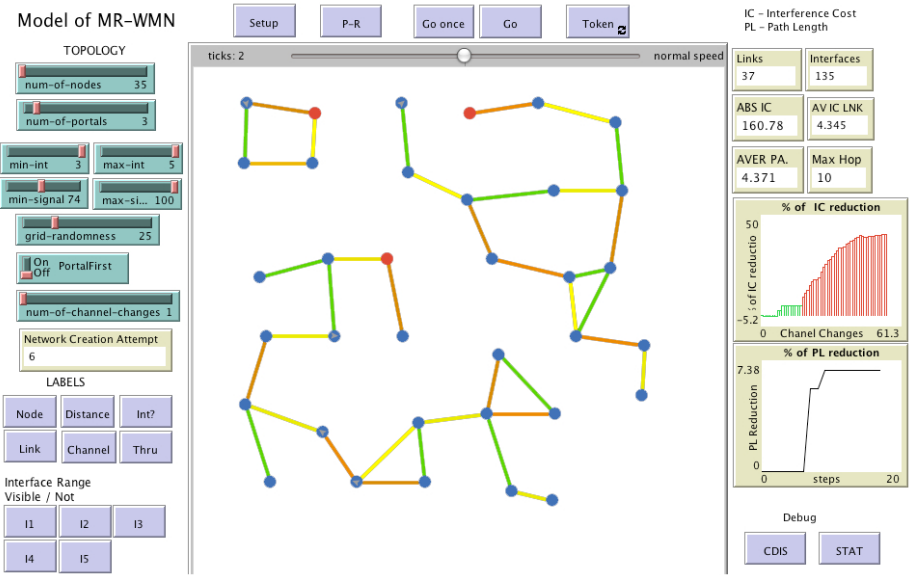 Model of MR-WMN
Setup
P-R
Go once
Go
Token
IC - Interference Cost
PL - Path Length
TOPOLOGY
num-of-nodes 35
num-of-portals 3
min-int 3
max-int 5
min-signal 74
max-si... 100
grid-randomness 25
On
Off
PortalFirst
num-of-channel-changes 1
Network Creation Attempt
6
LABELS
Node
Distance
Int?
Link
Channel
Thru
Interface Range
Visible / Not
I1
I2
I3
I4
I5
ticks: 2
normal speed
Links
37
Interfaces
135
ABS IC
160.78
AV IC LNK
4.345
AVER PA.
4.371
Max Hop
10
% of IC reduction
50
% of IC reductio
-5.2
0
Chanel Changes
61.3
% of PL reduction
7.38
PL Reduction
0
0
steps
20
Debug
CDIS
STAT